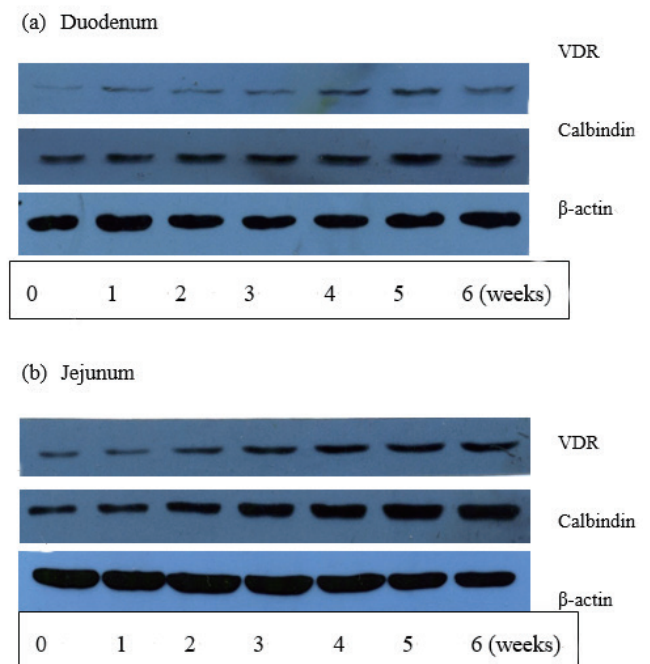 (a) Duodenum
VDR
Calbindin
β-actin
0 1 2 3 4 5 6 (weeks)
(b) Jejunum
VDR
Calbindin
β-actin
0 1 2 3 4 5 6 (weeks)